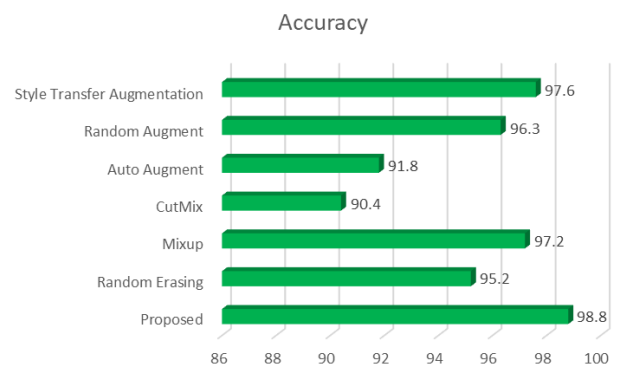 Accuracy
Style Transfer Augmentation 97.6
Random Augment 96.3
Auto Augment 91.8
CutMix 90.4
Mixup 97.2
Random Erasing 95.2
Proposed 98.8
86 88 90 92 94 96 98 100